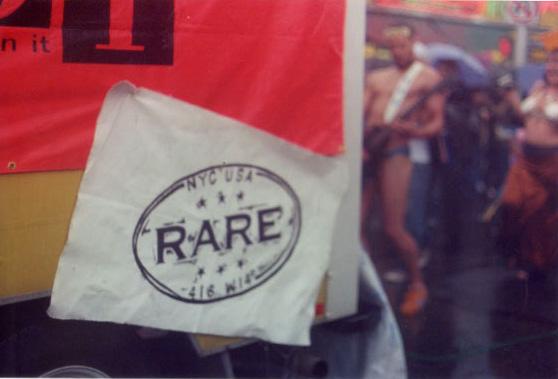 n it
NYC USA
RARE
416 W14